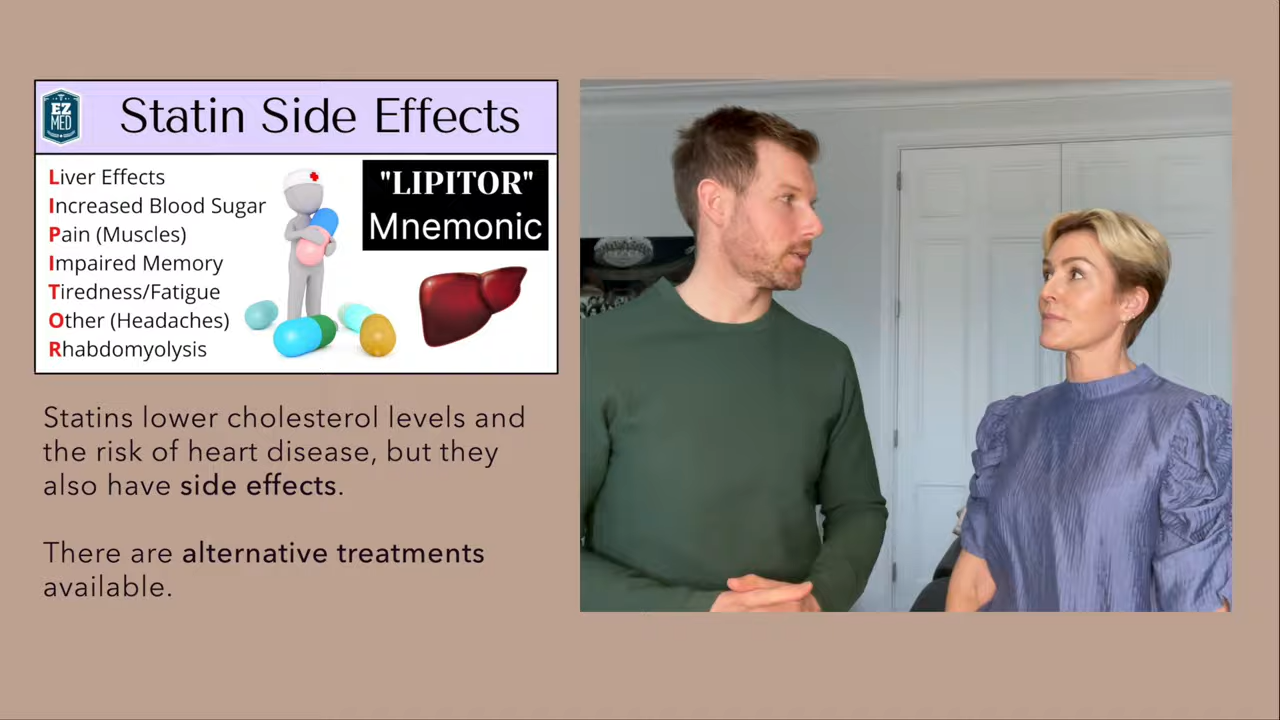 EZ
MED
Statin Side Effects
Liver Effects
Increased Blood Sugar
Pain (Muscles)
Impaired Memory
Tiredness/Fatigue
Other (Headaches)
Rhabdomyolysis
"LIPITOR"
Mnemonic
Statins lower cholesterol levels and
the risk of heart disease, but they
also have side effects.
There are alternative treatments
available.